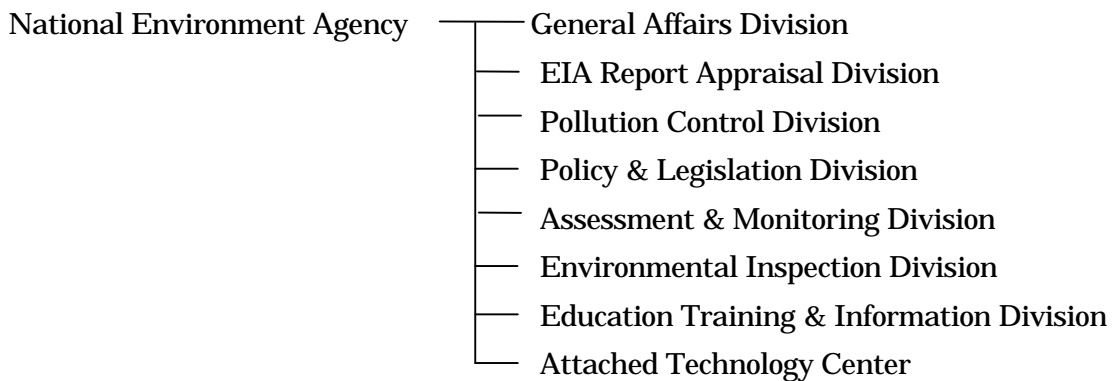 National Environment Agency General Affairs Division
EIA Report Appraisal Division
Pollution Control Division
Policy & Legislation Division
Assessment & Monitoring Division
Environmental Inspection Division
Education Training & Information Division
Attached Technology Center